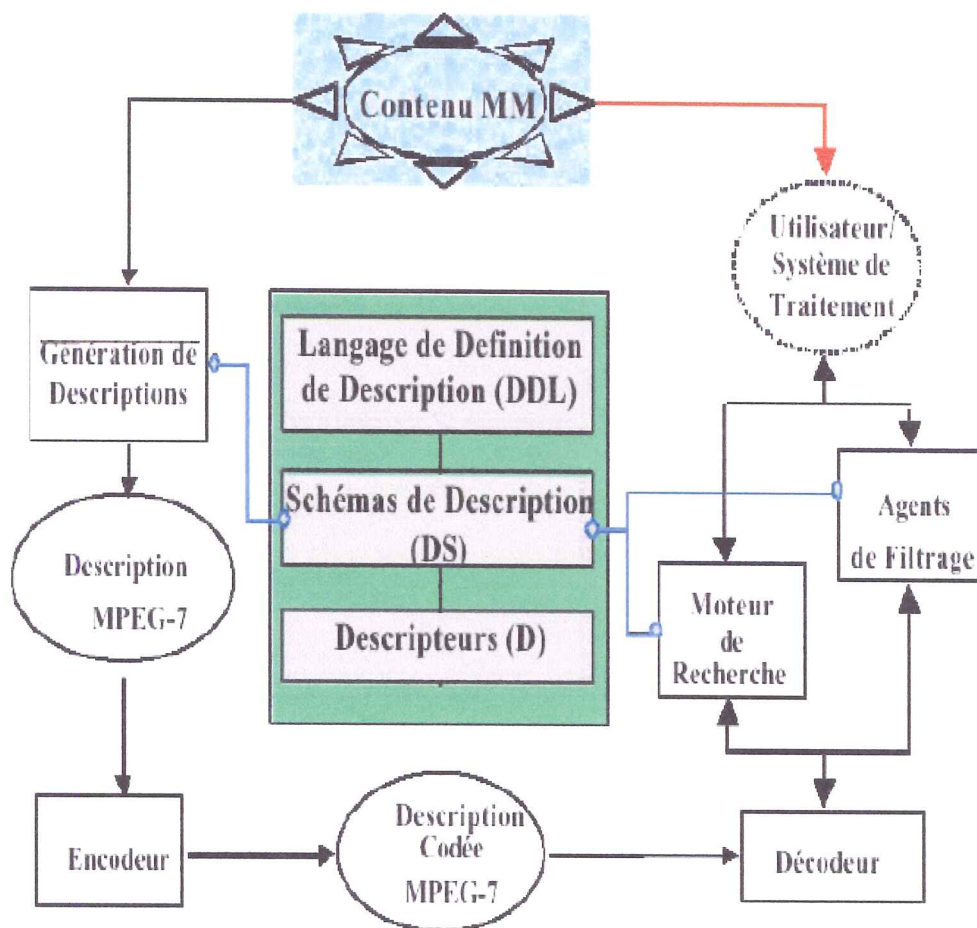 Contenu MM
Utilisateur/
Système de
Traitement
Génération de
Descriptions
Langage de Definition
de Description (DDL)
Schémas de Description
(DS)
Descripteurs (D)
Agents
de Filtrage
Moteur
de
Recherche
Description
MPEG-7
Encodeur
Description
Codée
MPEG-7
Décodeur